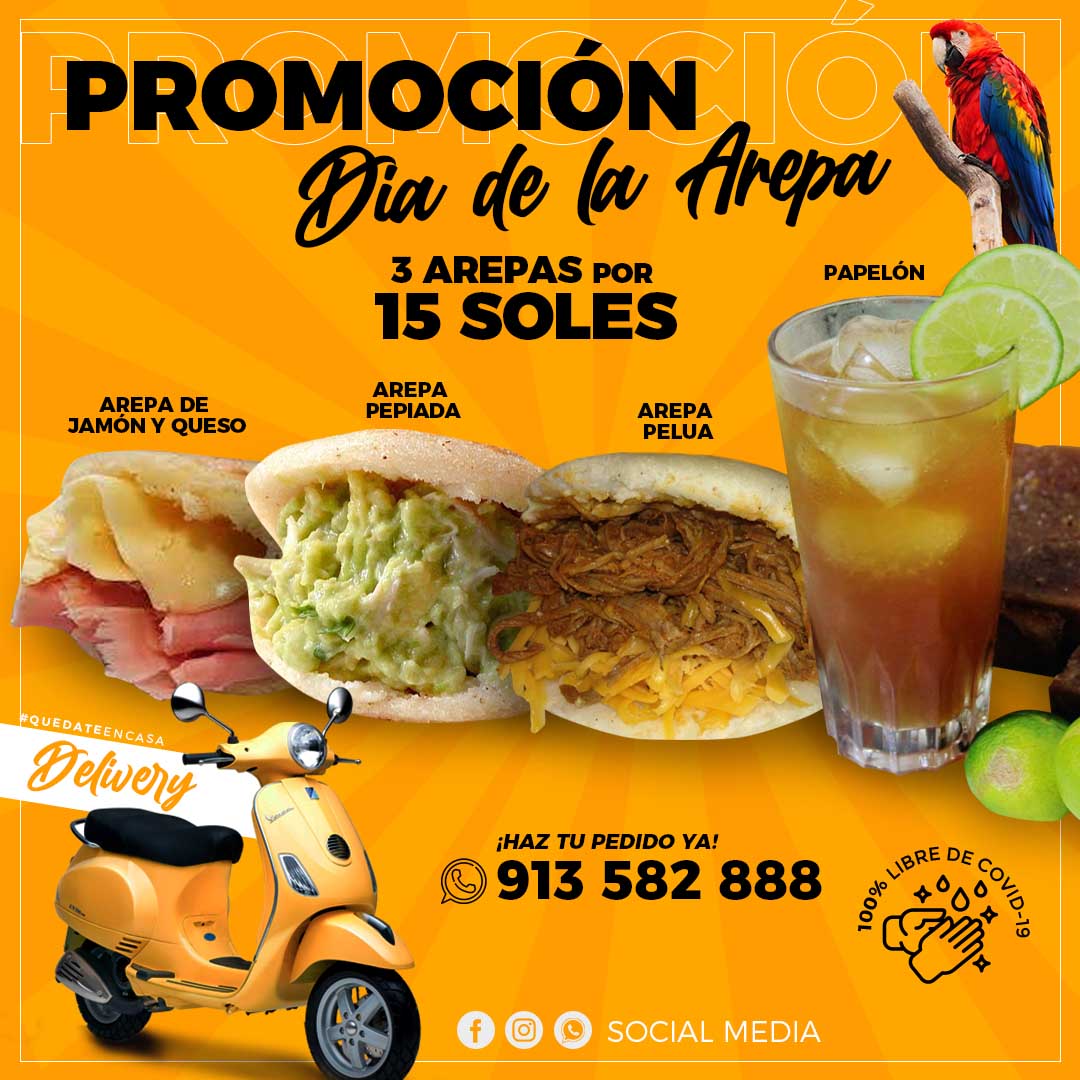 PROMOCIÓN
PROMOCIÓN
Dia de la Arepa
3 AREPAS POR
15 SOLES
PAPELÓN
AREPA DE
JAMÓN Y QUESO
AREPA
PEPIADA
AREPA
PELUA
#QUEDATEENCASA
Delivery
¡HAZ TU PEDIDO YA!
913 582 888
100% LIBRE DE COVID-19
SOCIAL MEDIA